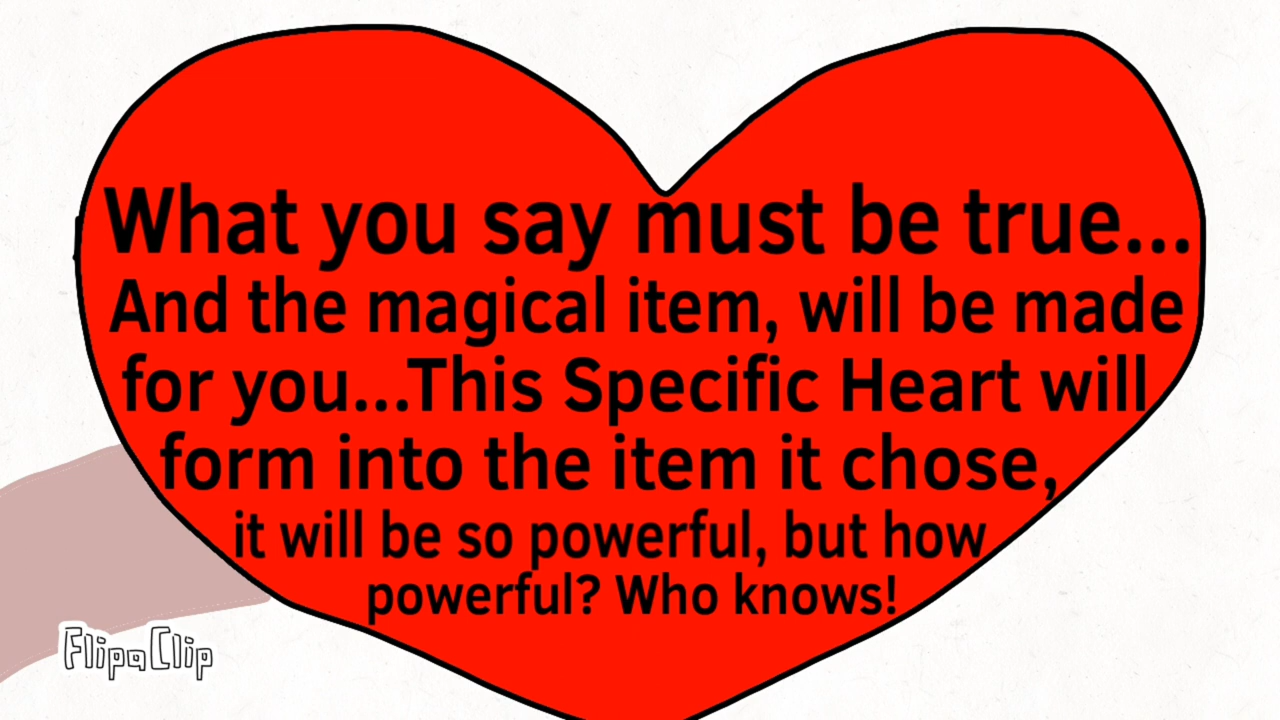 What you say must be true...
And the magical item, will be made
for you...This Specific Heart will
form into the item it chose,
it will be so powerful, but how
powerful? Who knows!
FlipaClip